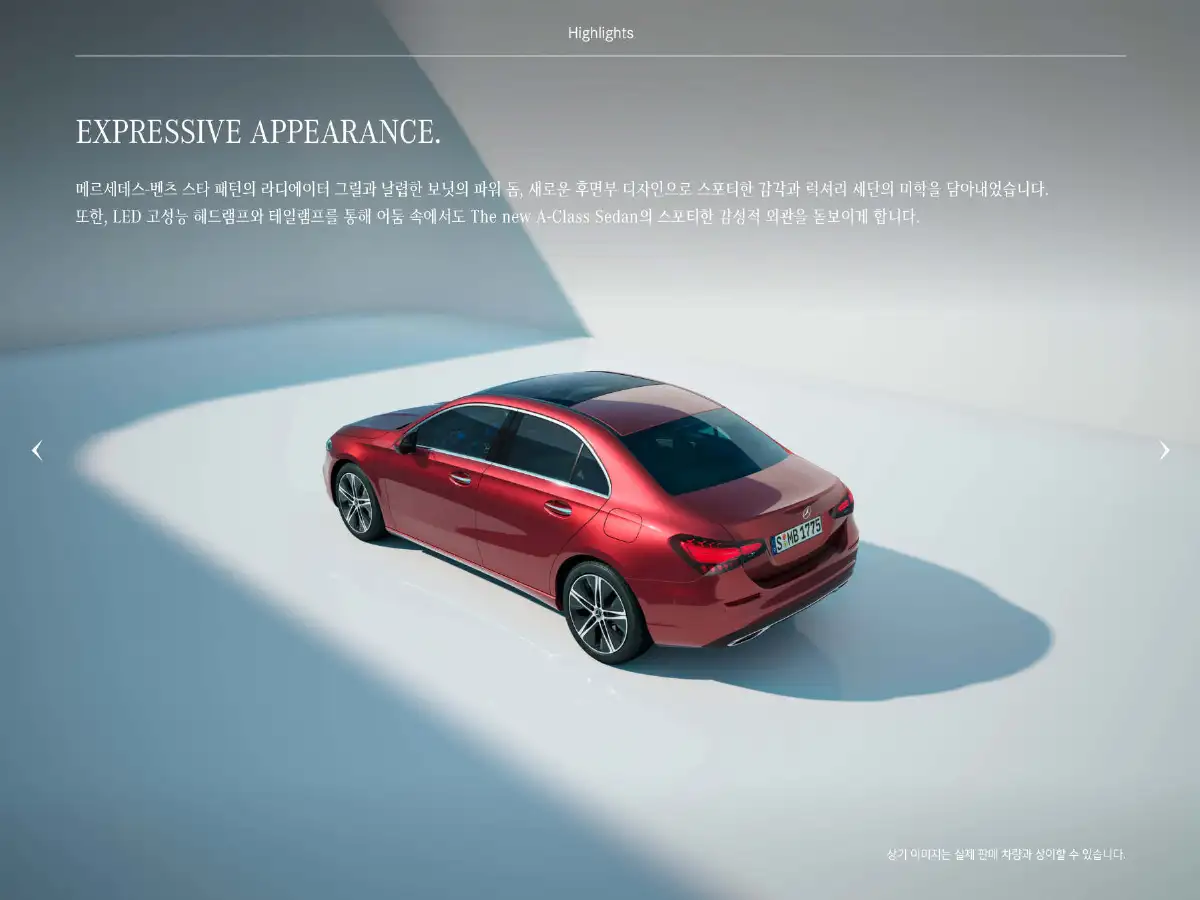 Highlights
EXPRESSIVE APPEARANCE.
메르세데스-벤츠 스타 패턴의 라디에이터 그릴과 날렵한 보닛의 파워 돔, 새로운 후면부 디자인으로 스포티한 감각과 럭셔리 세단의 미학을 담아내었습니다.
또한, LED 고성능 헤드램프와 테일램프를 통해 어둠 속에서도 The new A-Class Sedan의 스포티한 감성적 외관을 돋보이게 합니다.
S MB 1775
상기 이미지는 실제 판매 차량과 상이할 수 있습니다.